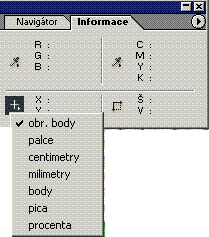 Navigátor Informace
R : C :
G : M :
B : Y :
K :
X : Š :
Y : V :
obr. body
palce
centimetry
milimetry
body
pica
procenta